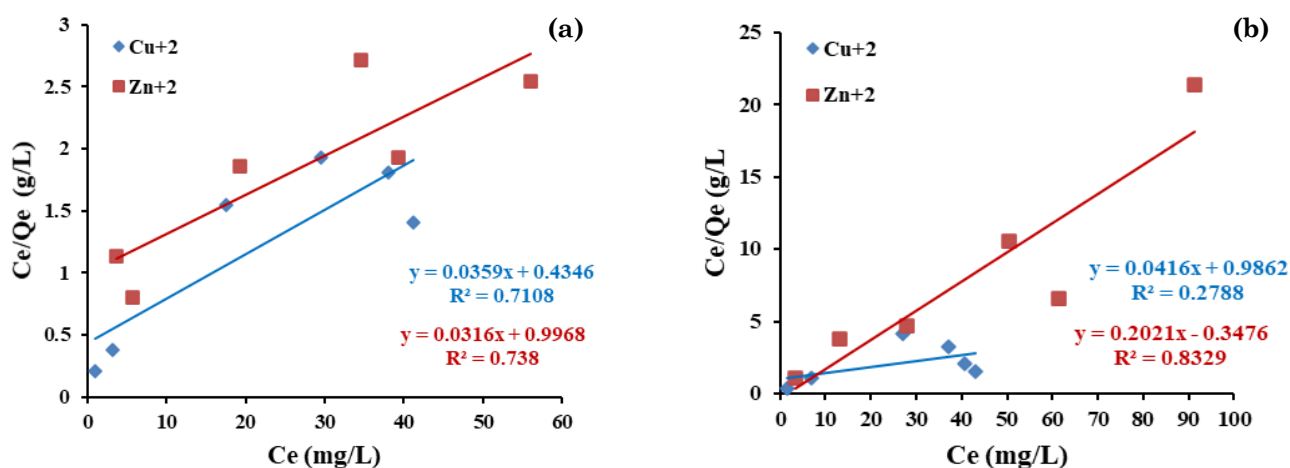 (a)
Cu+2
Zn+2
3
2.5
2
1.5
1
0.5
0
Ce/Qe (g/L)
y = 0.0359x + 0.4346
R² = 0.7108
y = 0.0316x + 0.9968
R² = 0.738
0 10 20 30 40 50 60
Ce (mg/L)
(b)
Cu+2
Zn+2
25
20
15
10
5
0
Ce/Qe (g/L
y = 0.0416x + 0.9862
R² = 0.2788
y = 0.2021x - 0.3476
R² = 0.8329
0 10 20 30 40 50 60 70 80 90 100
Ce (mg/L)